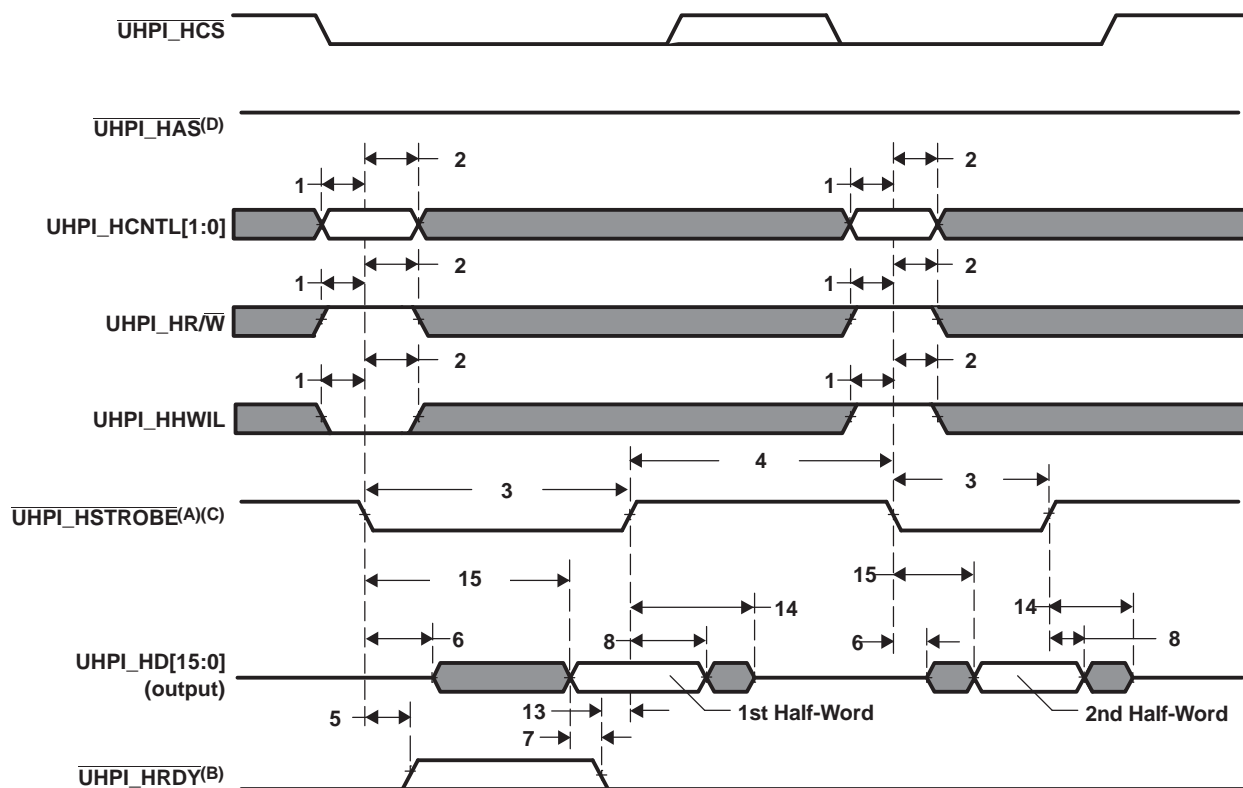 UHPI_HCS
UHPI_HAS(D)
2 2
1 1
UHPI_HCNTL[1:0]
2 2
1 1
UHPI_HR/W
2 2
1 1
UHPI_HHWIL
4
3 3
UHPI_HSTROBE(A)(C)
15 15
14 14
6 8 6 8
UHPI_HD[15:0]
(output)
5 13 1st Half-Word 2nd Half-Word
7
UHPI_HRDY(B)